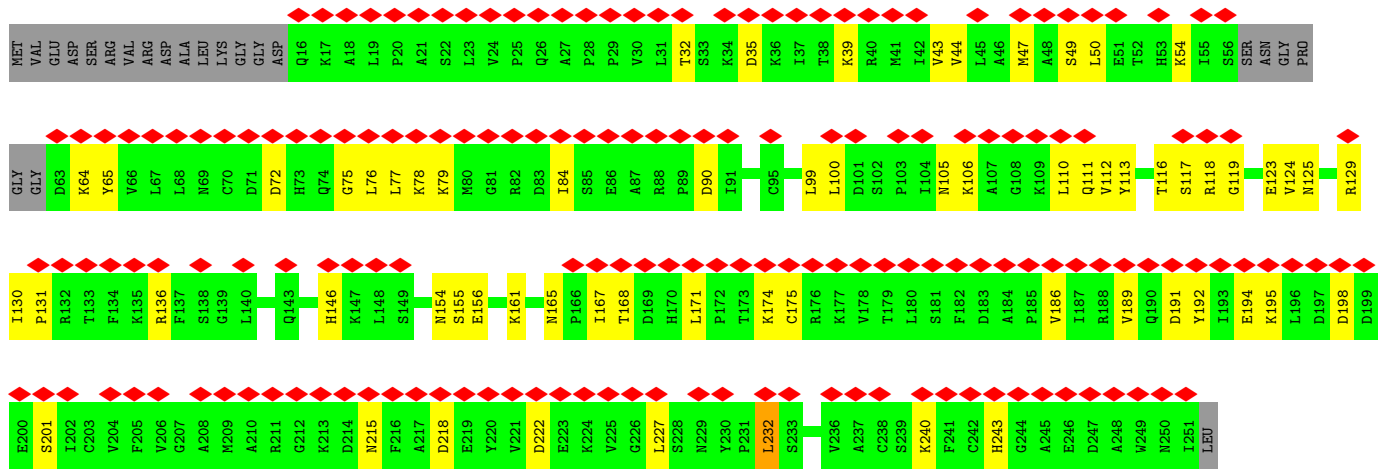 MET VAL GLU ASP SER ARG VAL ARG ASP ALA LEU LYS GLY GLY ASP Q16 K17 A18 L19 P20 A21 S22 L23 V24 P25 Q26 A27 P28 P29 V30 L31 T32 S33 K34 D35 K36 I37 T38 K39 R40 M41 I42 V43 V44 L45 A46 M47 A48 S49 L50 E51 T52 H53 K54 I55 S56 SER ASN GLY PRO
GLY GLY D63 K64 Y65 V66 L67 L68 N69 C70 D71 D72 H73 Q74 G75 L76 L77 K78 K79 M80 G81 R82 D83 I84 S85 E86 A87 R88 P89 D90 I91 C95 L99 L100 D101 S102 P103 I104 N105 K106 A107 G108 K109 L110 Q111 V112 Y113 T116 S117 R118 G119 E123 V124 N125 R129
I130 P131 R132 T133 F134 K135 R136 F137 S138 G139 L140 Q143 H146 K147 L148 S149 N154 S155 E156 K161 N165 P166 I167 T168 D169 H170 L171 P172 T173 K174 C175 R176 K177 V178 T179 L180 S181 F182 D183 A184 P185 V186 I187 R188 V189 Q190 D191 Y192 I193 E194 K195 L196 D197 D198 D199
E200 S201 I202 C203 V204 F205 V206 G207 A208 M209 A210 R211 G212 K213 D214 N215 F216 A217 D218 E219 Y220 V221 D222 E223 K224 V225 G226 L227 S228 N229 Y230 P231 L232 S233 V236 A237 C238 S239 K240 F241 C242 H243 G244 A245 E246 D247 A248 W249 N250 I251 LEU